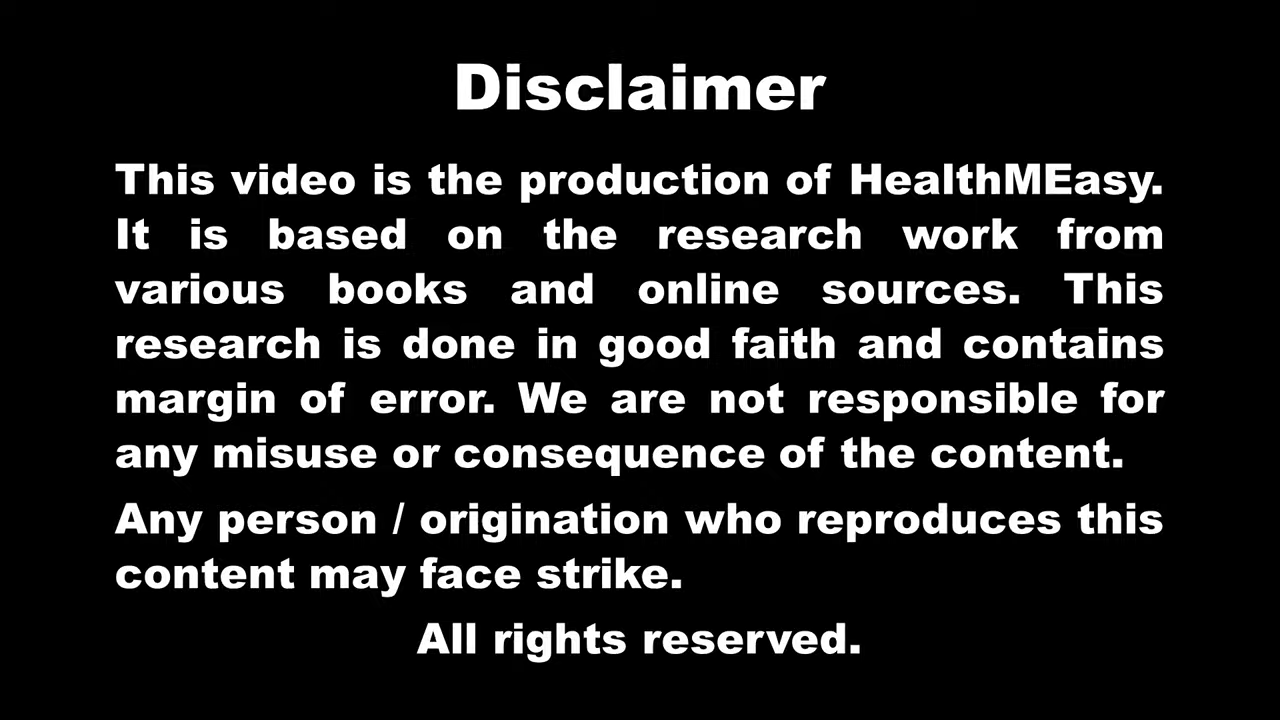 Disclaimer
This video is the production of HealthMEasy.
It is based on the research work from
various books and online sources. This
research is done in good faith and contains
margin of error. We are not responsible for
any misuse or consequence of the content.
Any person / origination who reproduces this
content may face strike.
All rights reserved.